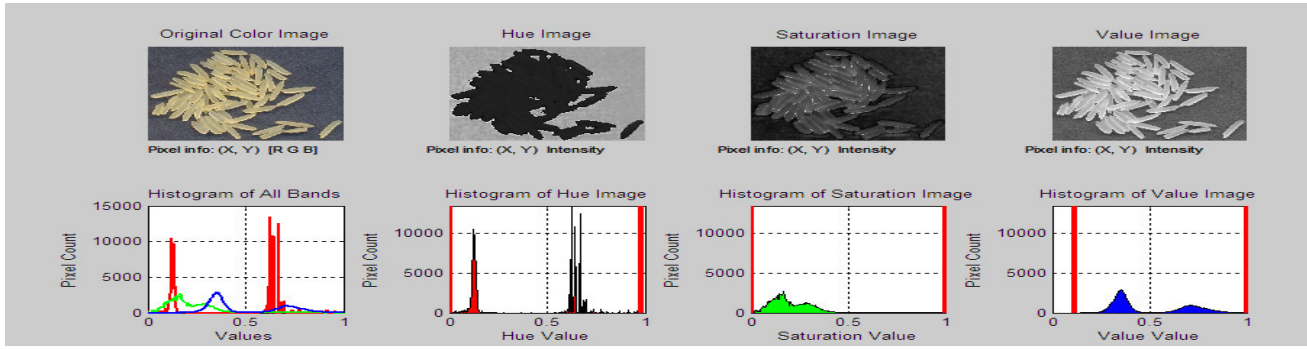 Original Color Image
Hue Image
Saturation Image
Value Image
Pixel info: (X, Y) [R G B]
Pixel info: (X, Y) Intensity
Pixel info: (X, Y) Intensity
Pixel info: (X, Y) Intensity
Histogram of All Bands
15000
10000
5000
0
Pixel Count
0 0.5 1
Values
Histogram of Hue Image
10000
5000
0
Pixel Count
0 0.5 1
Hue Value
Histogram of Saturation Image
10000
5000
0
Pixel Count
0 0.5 1
Saturation Value
Histogram of Value Image
10000
5000
0
Pixel Count
0 0.5 1
Value Value